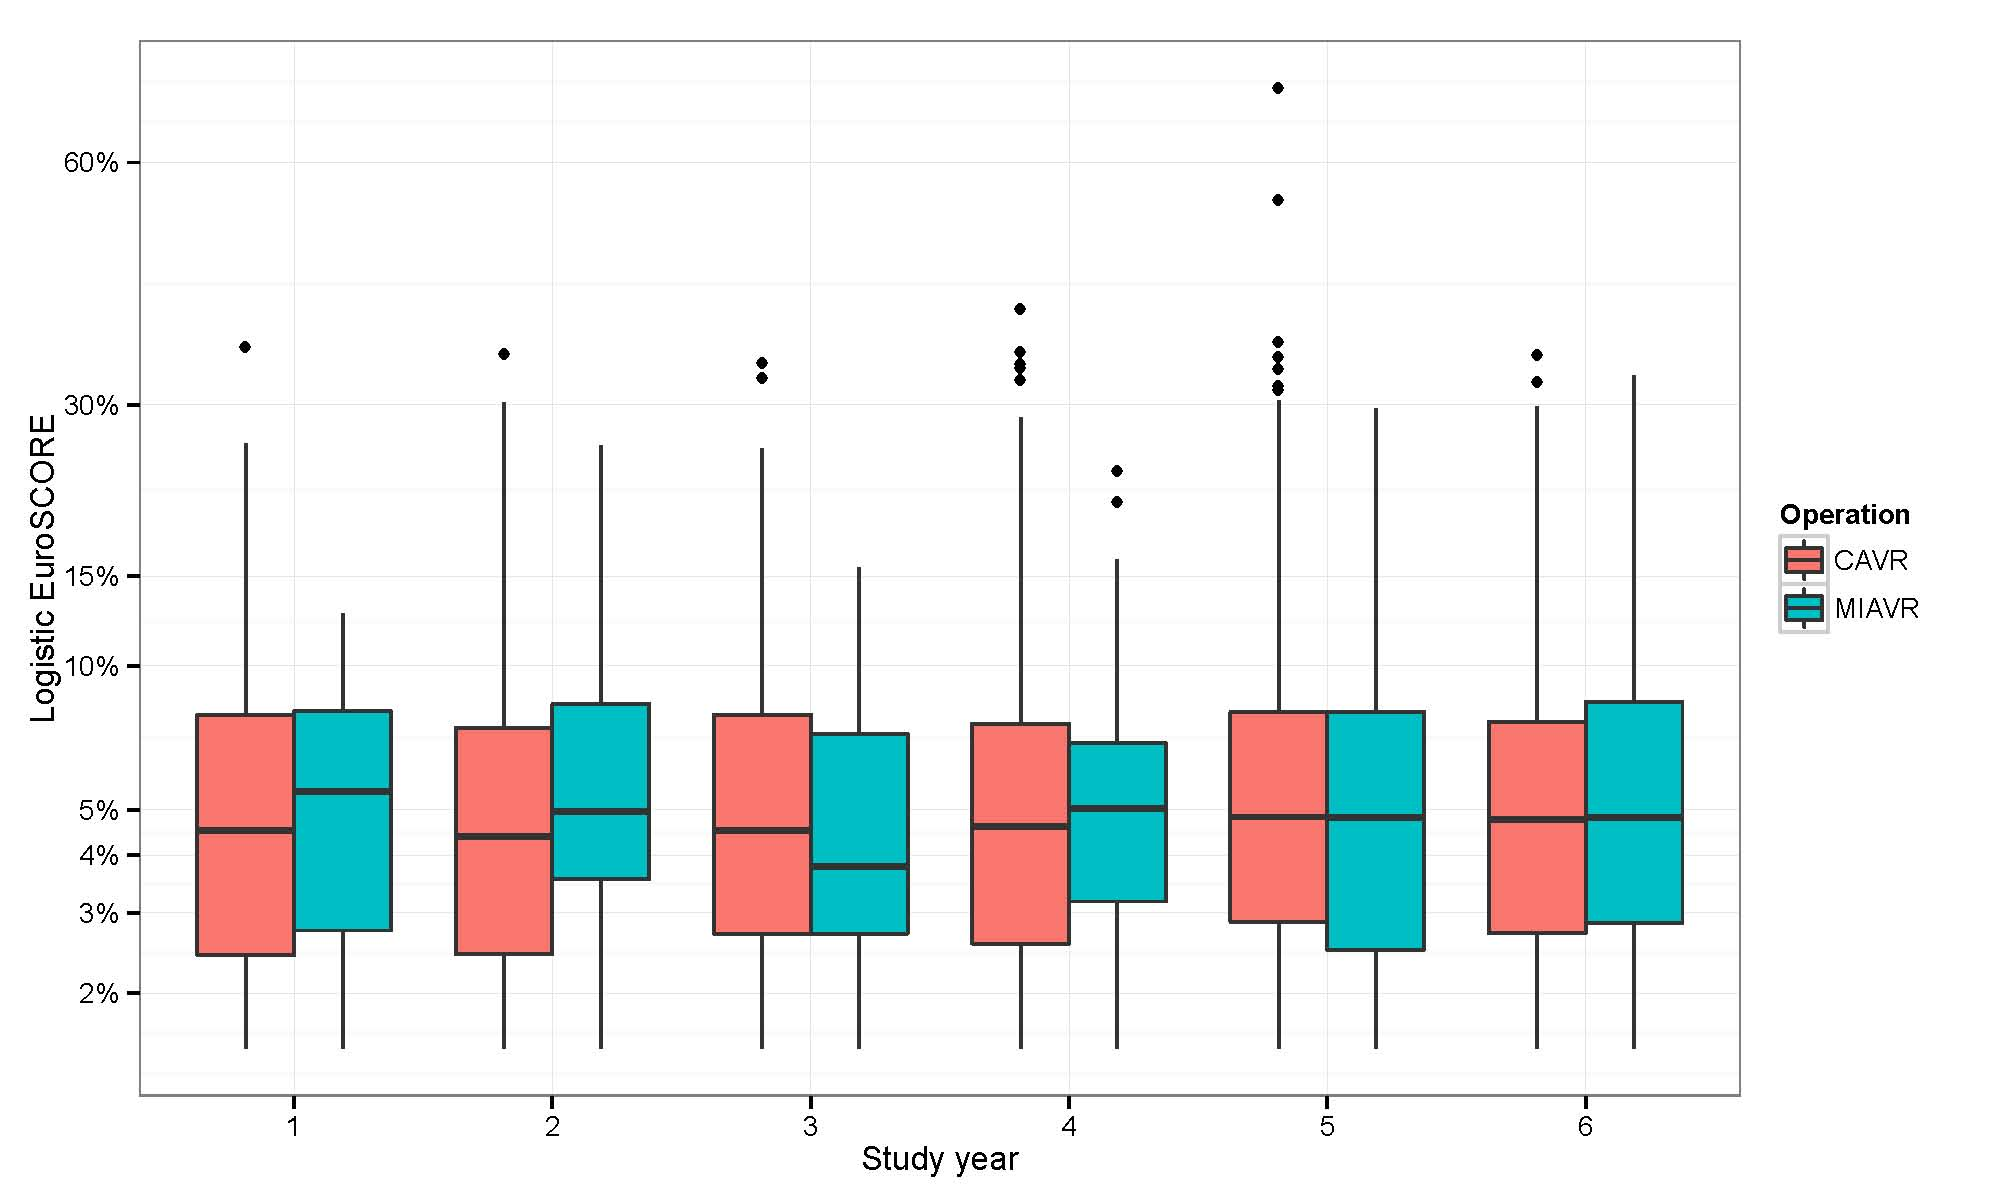 Logistic EuroSCORE
60%
30%
15%
10%
5%
4%
3%
2%
1 2 3 4 5 6
Study year
Operation
CAVR
MIAVR